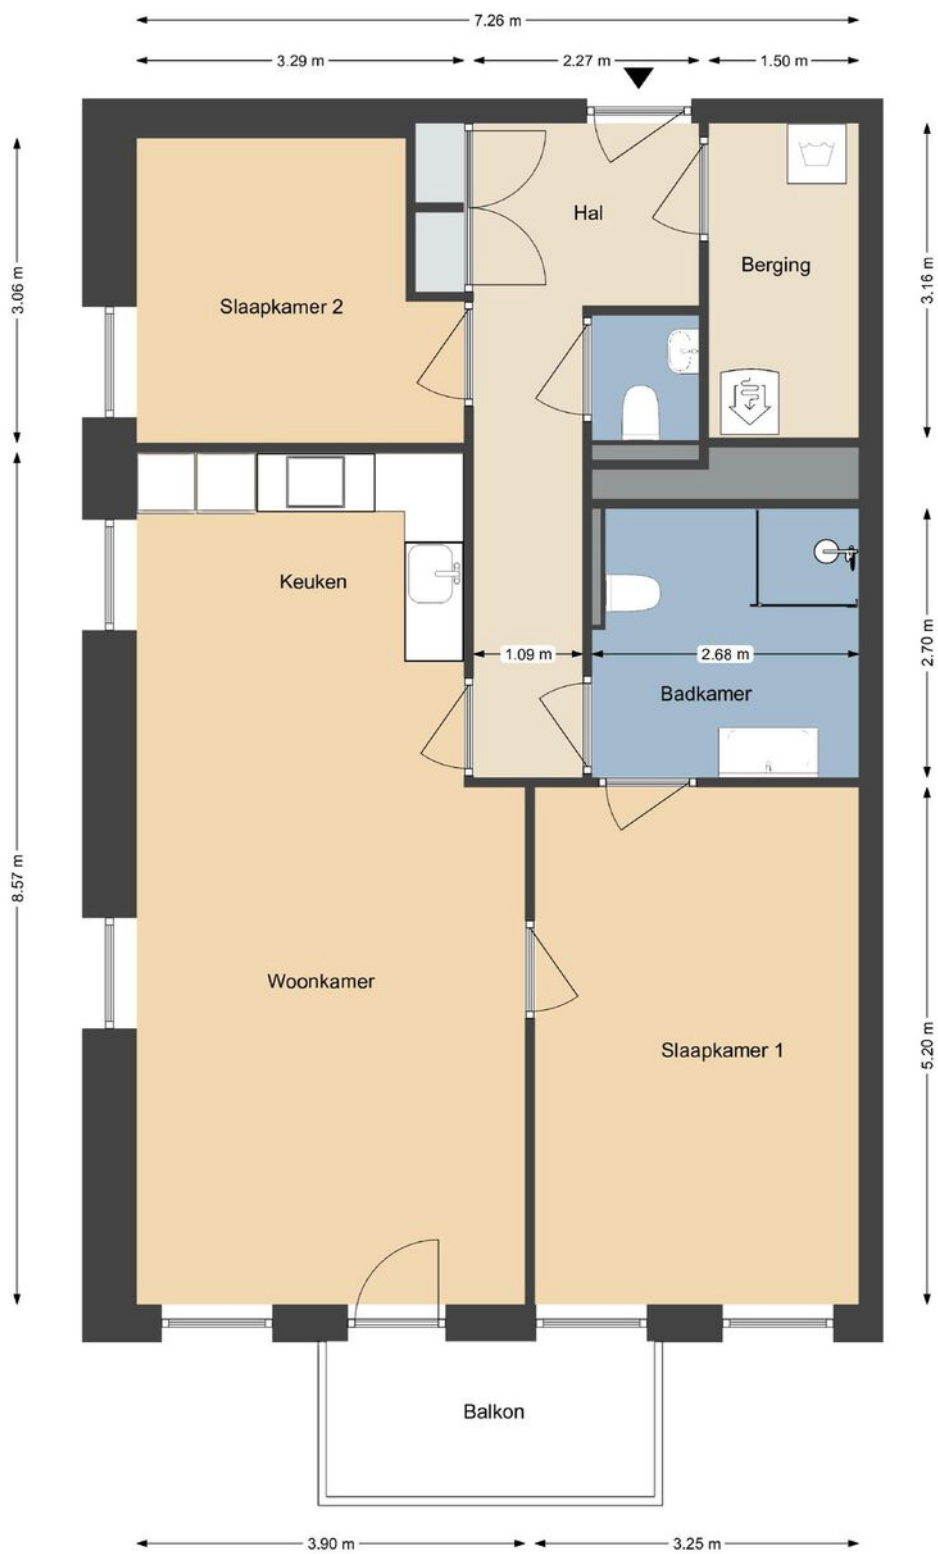 7.26 m
3.29 m
2.27 m
1.50 m
Hal
Berging
Slaapkamer 2
3.06 m
3.16 m
Keuken
1.09 m
2.68 m
Badkamer
2.70 m
8.57 m
Woonkamer
Slaapkamer 1
5.20 m
Balkon
3.90 m
3.25 m